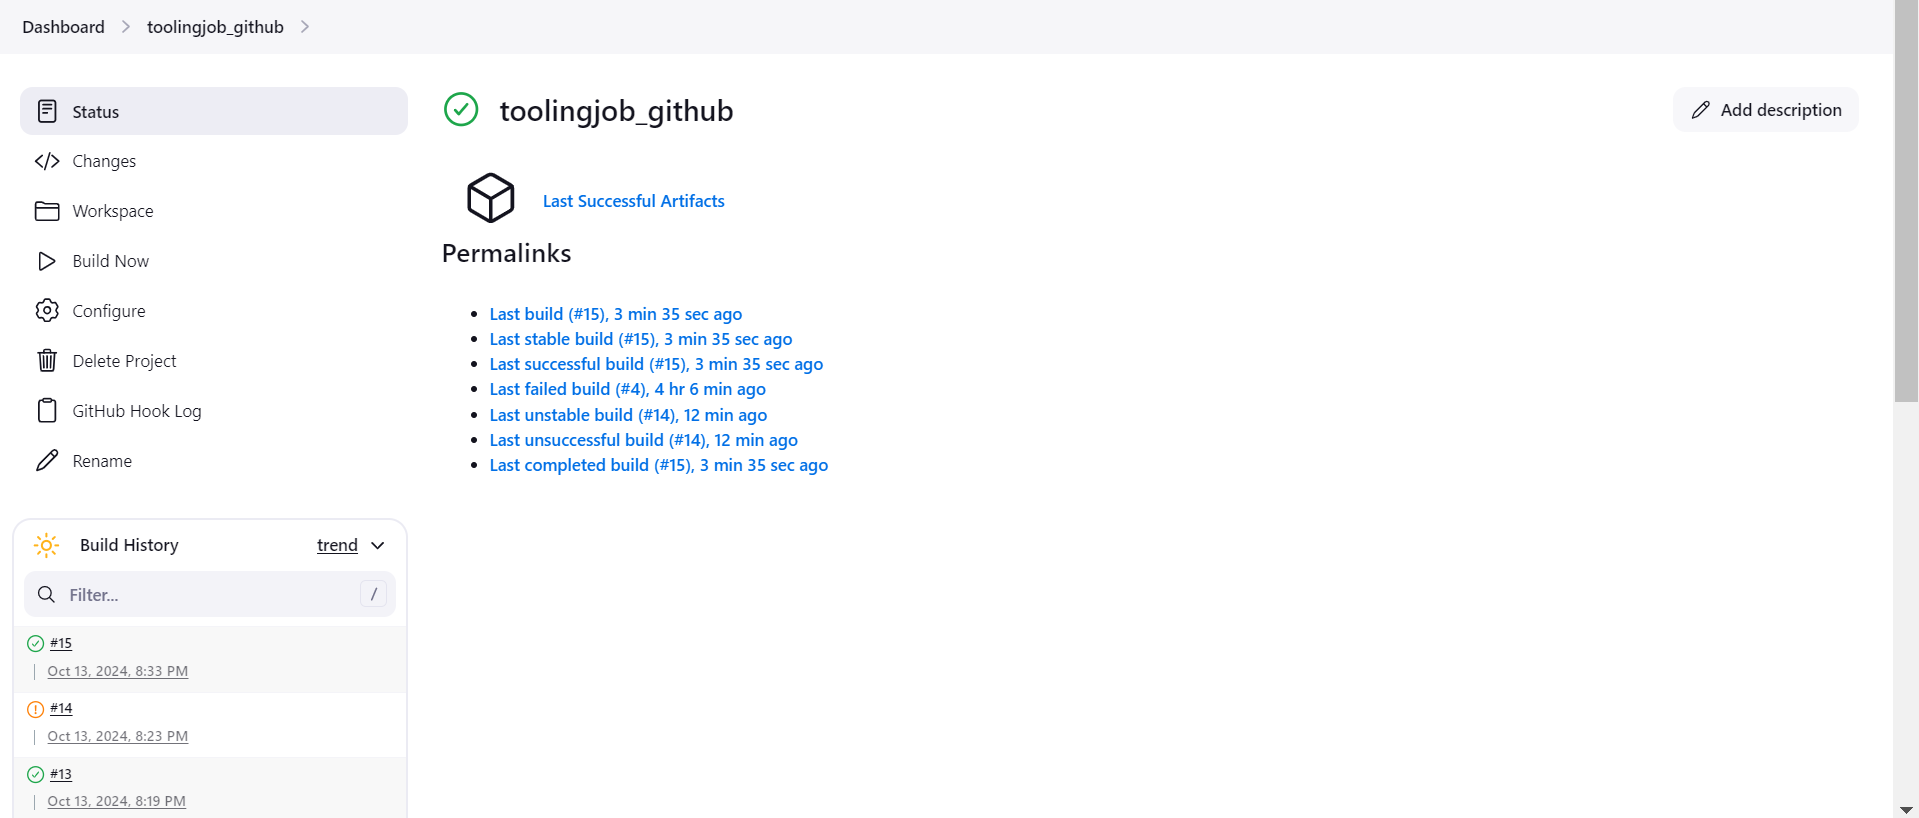 Dashboard
toolingjob_github
Status
Changes
Workspace
Build Now
Configure
Delete Project
GitHub Hook Log
Rename
Build History
trend
Filter...
/
#15
Oct 13, 2024, 8:33 PM
#14
Oct 13, 2024, 8:23 PM
#13
Oct 13, 2024, 8:19 PM
toolingjob_github
Add description
Last Successful Artifacts
Permalinks
Last build (#15), 3 min 35 sec ago
Last stable build (#15), 3 min 35 sec ago
Last successful build (#15), 3 min 35 sec ago
Last failed build (#4), 4 hr 6 min ago
Last unstable build (#14), 12 min ago
Last unsuccessful build (#14), 12 min ago
Last completed build (#15), 3 min 35 sec ago